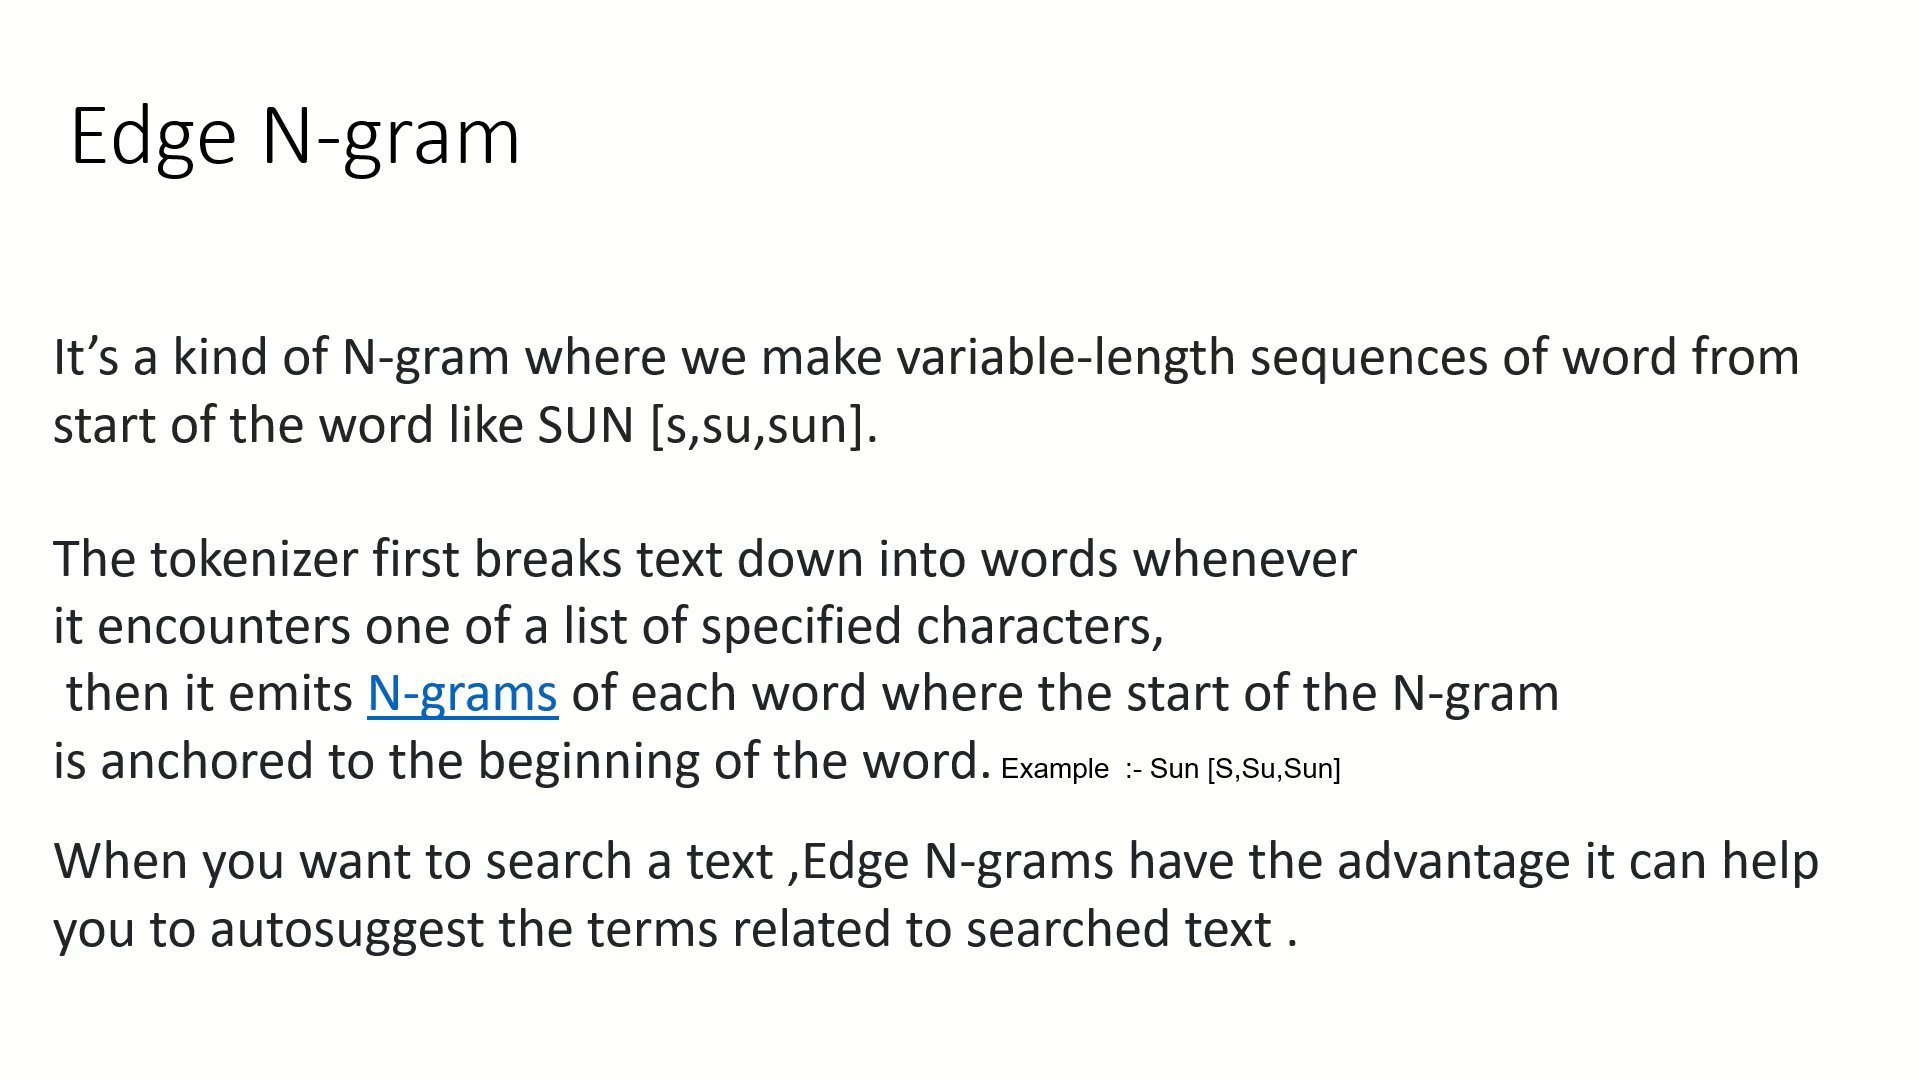 Edge N-gram
It’s a kind of N-gram where we make variable-length sequences of word from
start of the word like SUN [s,su,sun].
The tokenizer first breaks text down into words whenever
it encounters one of a list of specified characters,
then it emits N-grams of each word where the start of the N-gram
is anchored to the beginning of the word. Example :- Sun [S,Su,Sun]
When you want to search a text ,Edge N-grams have the advantage it can help
you to autosuggest the terms related to searched text .